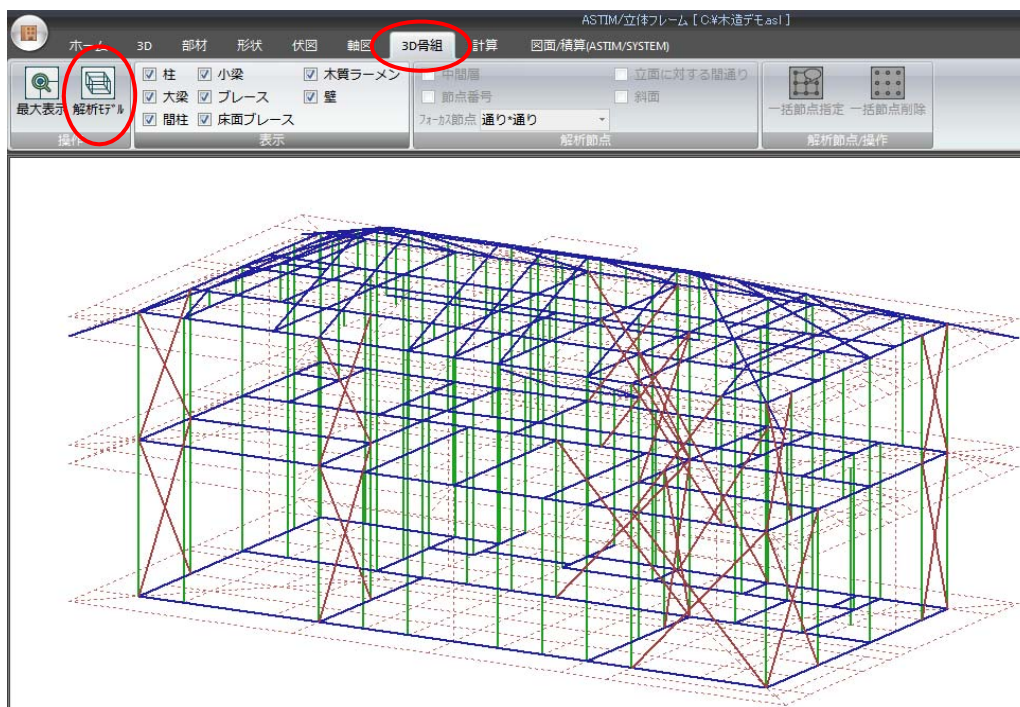 ASTIM/立体フレーム [ C:¥木造デモ.asl ]
ホーム 3D 部材 形状 伏図 軸図 3D骨組 計算 図面/積算(ASTIM/SYSTEM)
柱 小梁 木質ラーメン 中間層 立面に対する間通り
大梁 ブレース 壁 節点番号 斜面
最大表示 解析ﾓﾃﾞﾙ 間柱 床面ブレース ﾌｫｰｶｽ節点 通り*通り 一括節点指定 一括節点削除
操作 表示 解析節点 解析節点/操作